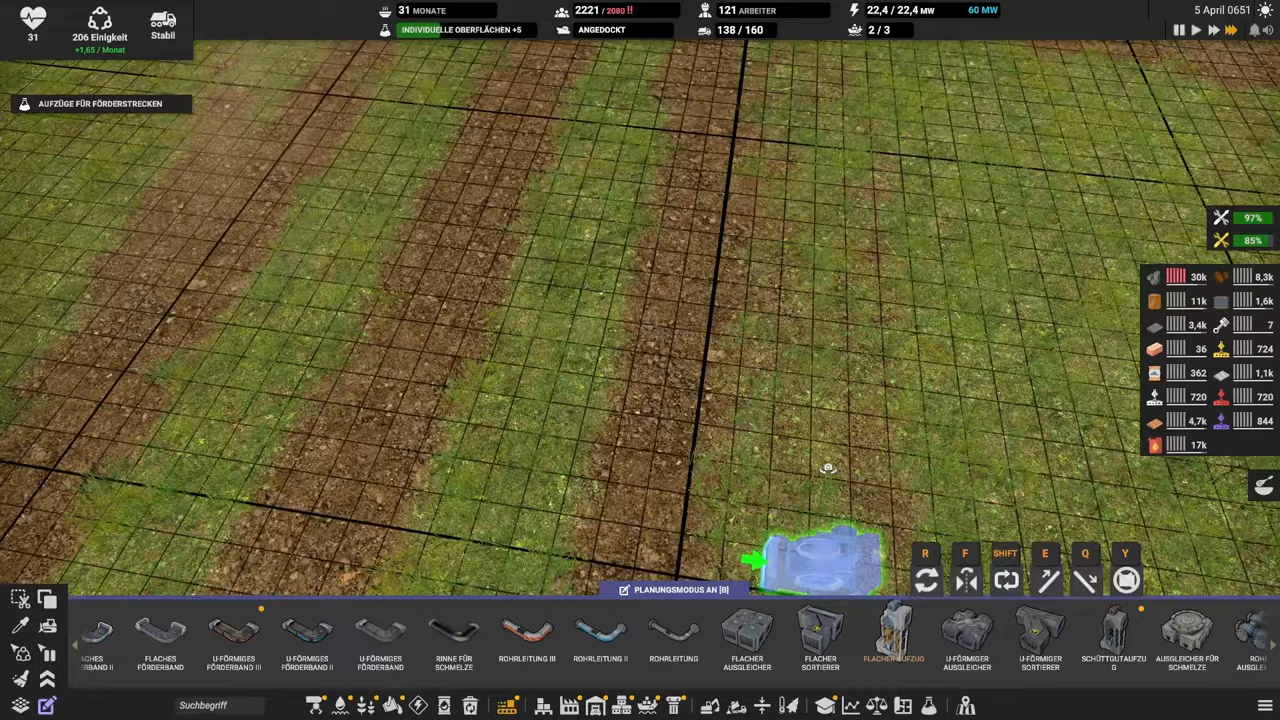 31
206 Einigkeit
+1,65 / Monat
Stabil
31 MONATE
2221 / 2080 !!
121 ARBEITER
22,4 / 22,4 MW
60 MW
5 April 0651
INDIVIDUELLE OBERFLÄCHEN +5
ANGEDOCKT
138 / 160
2 / 3
AUFZÜGE FÜR FÖRDERSTRECKEN
97%
85%
30k 8,3k
11k 1,6k
3,4k 7
36 724
362 1,1k
720 720
4,7k 844
17k
R F SHIFT E Q Y
PLANUNGSMODUS AN [B]
ACHES
ERBAND II
FLACHES
FÖRDERBAND
U-FÖRMIGES
FÖRDERBAND III
U-FÖRMIGES
FÖRDERBAND II
U-FÖRMIGES
FÖRDERBAND
RINNE FÜR
SCHMELZE
ROHRLEITUNG III
ROHRLEITUNG II
ROHRLEITUNG
FLACHER
AUSGLEICHER
FLACHER
SORTIERER
FLACHER AUFZUG
U-FÖRMIGER
AUSGLEICHER
U-FÖRMIGER
SORTIERER
SCHÜTTGUTAUFZU
G
AUSGLEICHER FÜR
SCHMELZE
ROH
AUSGLE
Suchbegriff